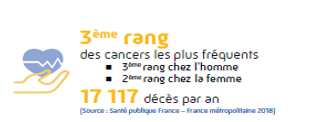 3ème rang
des cancers les plus fréquents
▪ 3ème rang chez l'homme
▪ 2ème rang chez la femme
17 117 décès par an
(Source : Santé publique France – France métropolitaine 2018)